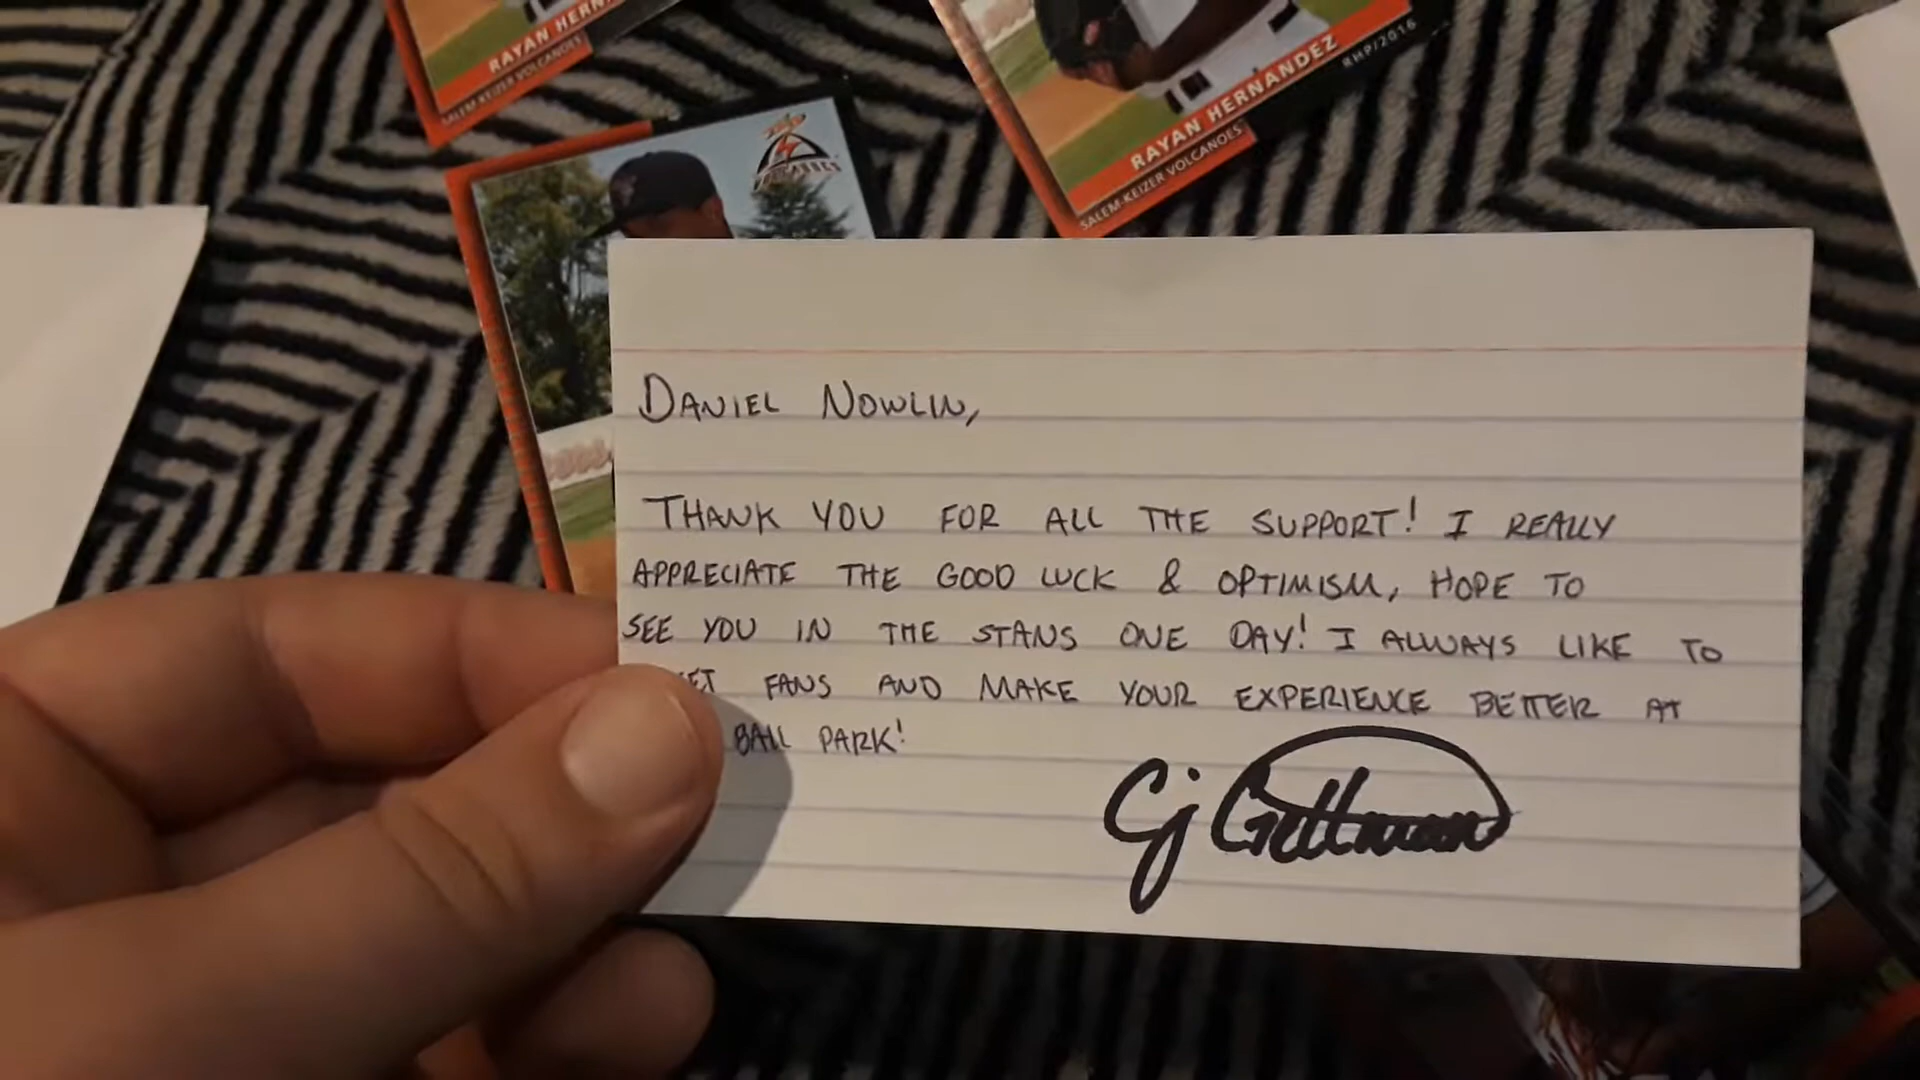 RAYAN HERN
SALEM-KEIZER VOLCANOES
RAYAN HERNANDEZ
RHP/2016
SALEM-KEIZER VOLCANOES
DANIEL NOWLIN,
THANK YOU FOR ALL THE SUPPORT! I REALLY
APPRECIATE THE GOOD LUCK & OPTIMISM, HOPE TO
SEE YOU IN THE STANS ONE DAY! I ALWAYS LIKE TO
FANS AND MAKE YOUR EXPERIENCE BETTER AT
BALL PARK!
CJ Gettman